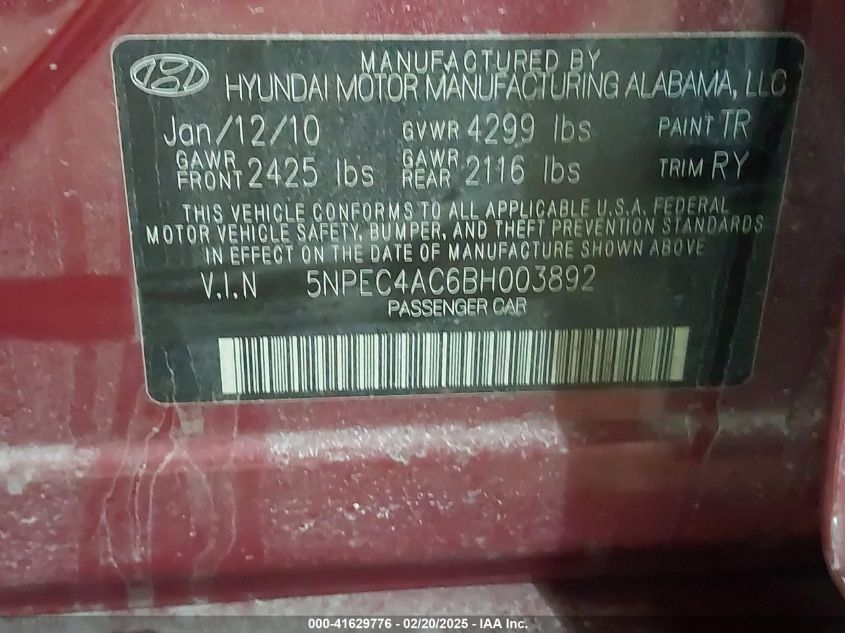 MANUFACTURED BY
HYUNDAI MOTOR MANUFACTURING ALABAMA, LLC
Jan/12/10 GVWR 4299 lbs PAINT TR
GAWR FRONT 2425 lbs GAWR REAR 2116 lbs TRIM RY
THIS VEHICLE CONFORMS TO ALL APPLICABLE U.S.A. FEDERAL
MOTOR VEHICLE SAFETY, BUMPER, AND THEFT PREVENTION STANDARDS
IN EFFECT ON THE DATE OF MANUFACTURE SHOWN ABOVE
V.I.N 5NPEC4AC6BH003892
PASSENGER CAR
000-41629776 - 02/20/2025 - IAA Inc.